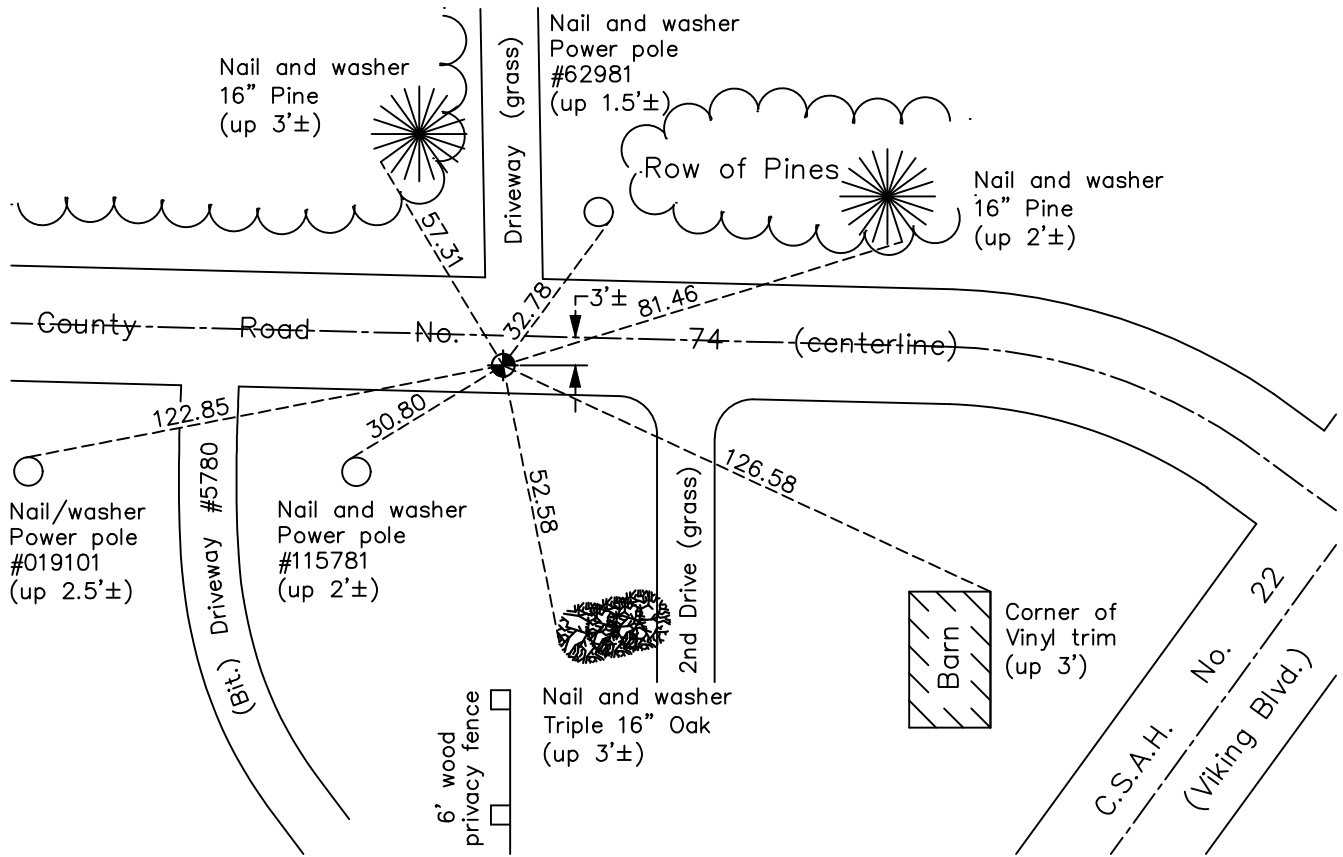 Nail and washer
Power pole
#62981
(up 1.5'±)
Nail and washer
16" Pine
(up 3'±)
Driveway (grass)
Row of Pines
Nail and washer
16" Pine
(up 2'±)
57.31
32.78
3'±
81.46
County Road No. 74 (centerline)
122.85
30.80
52.58
126.58
Nail/washer
Power pole
#019101
(up 2.5'±)
(Bit.) Driveway #5780
Nail and washer
Power pole
#115781
(up 2'±)
2nd Drive (grass)
Nail and washer
Triple 16" Oak
(up 3'±)
6' wood
privacy fence
Barn
Corner of
Vinyl trim
(up 3')
C.S.A.H. No. 22
(Viking Blvd.)